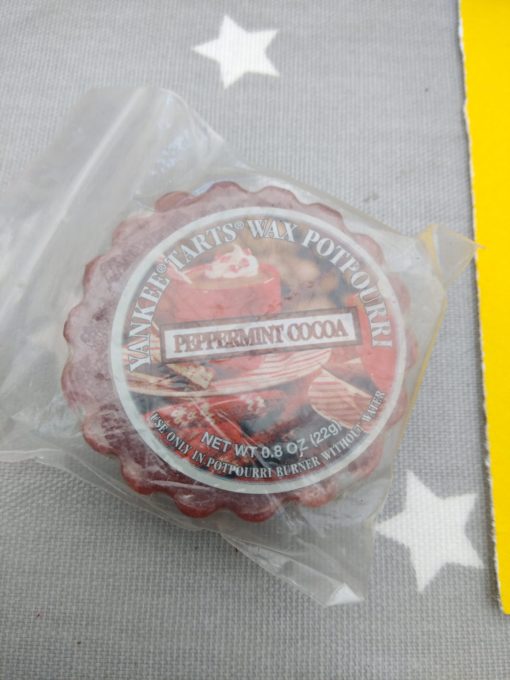 YANKEE® TARTS® WAX POTPOURRI
PEPPERMINT COCOA
NET WT 0.8 OZ (22g)
USE ONLY IN POTPOURRI BURNER WITHOUT WATER